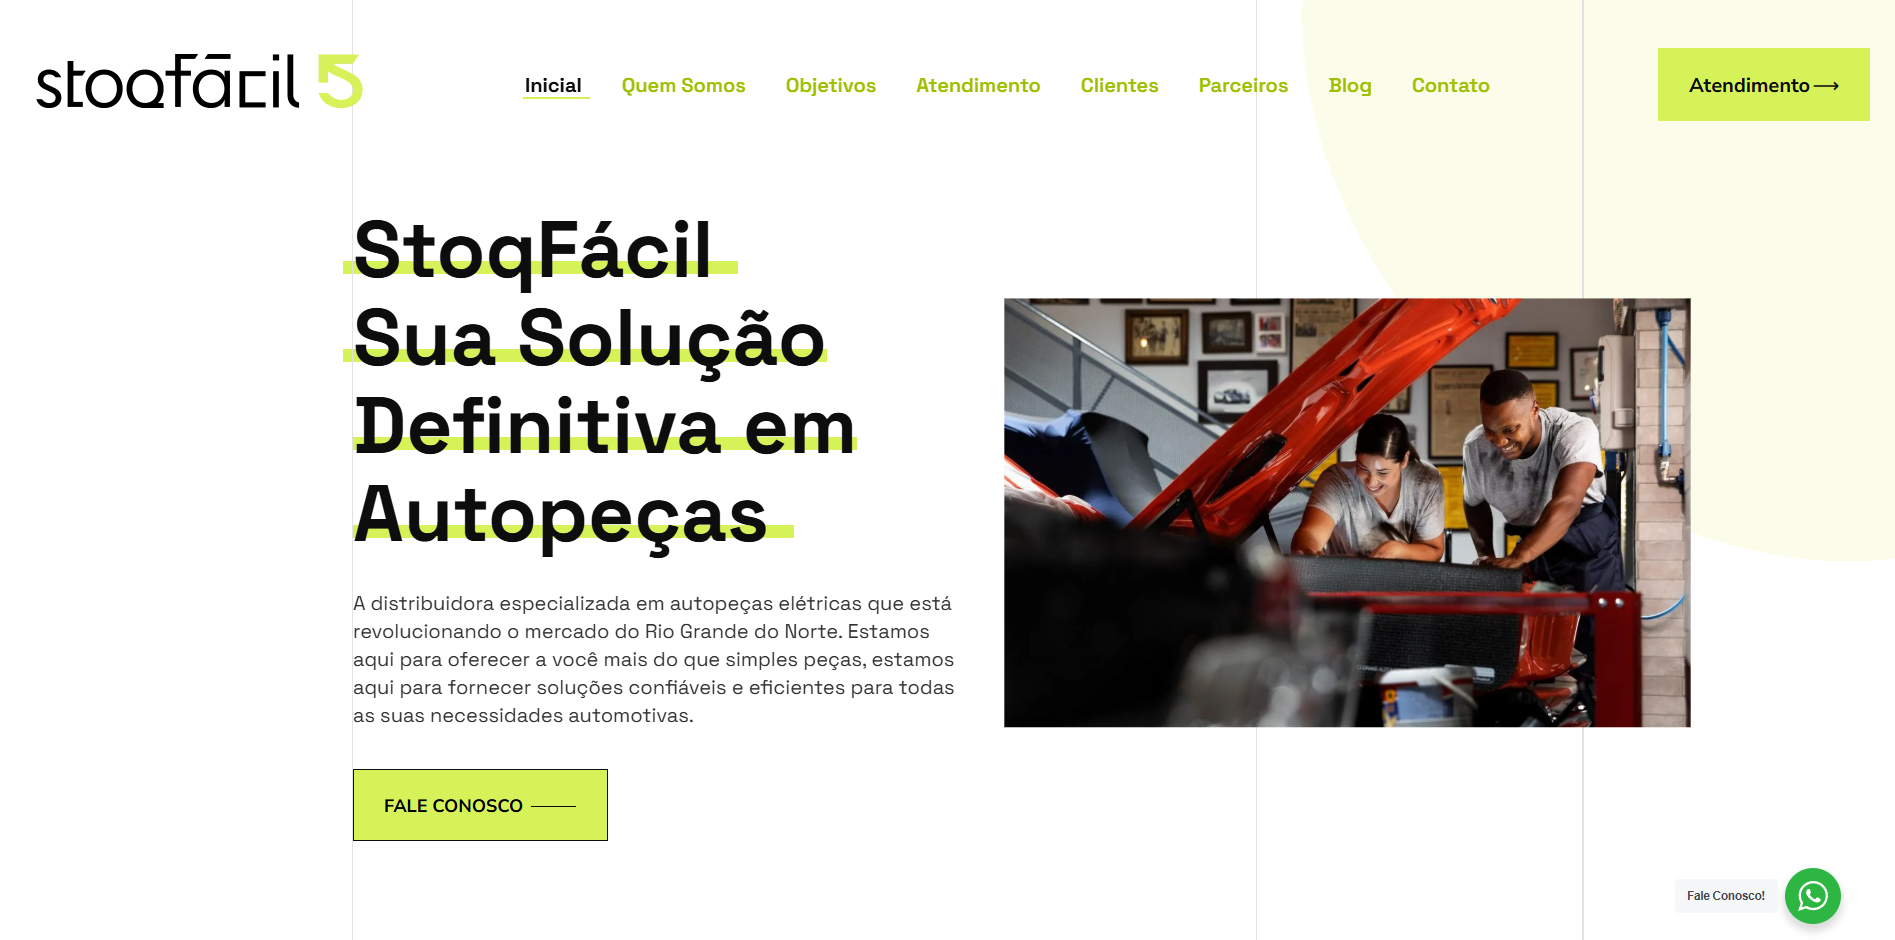 stoqfácil 5
Inicial Quem Somos Objetivos Atendimento Clientes Parceiros Blog Contato
Atendimento
StoqFácil
Sua Solução
Definitiva em
Autopeças
A distribuidora especializada em autopeças elétricas que está
revolucionando o mercado do Rio Grande do Norte. Estamos
aqui para oferecer a você mais do que simples peças, estamos
aqui para fornecer soluções confiáveis e eficientes para todas
as suas necessidades automotivas.
FALE CONOSCO
Fale Conosco!